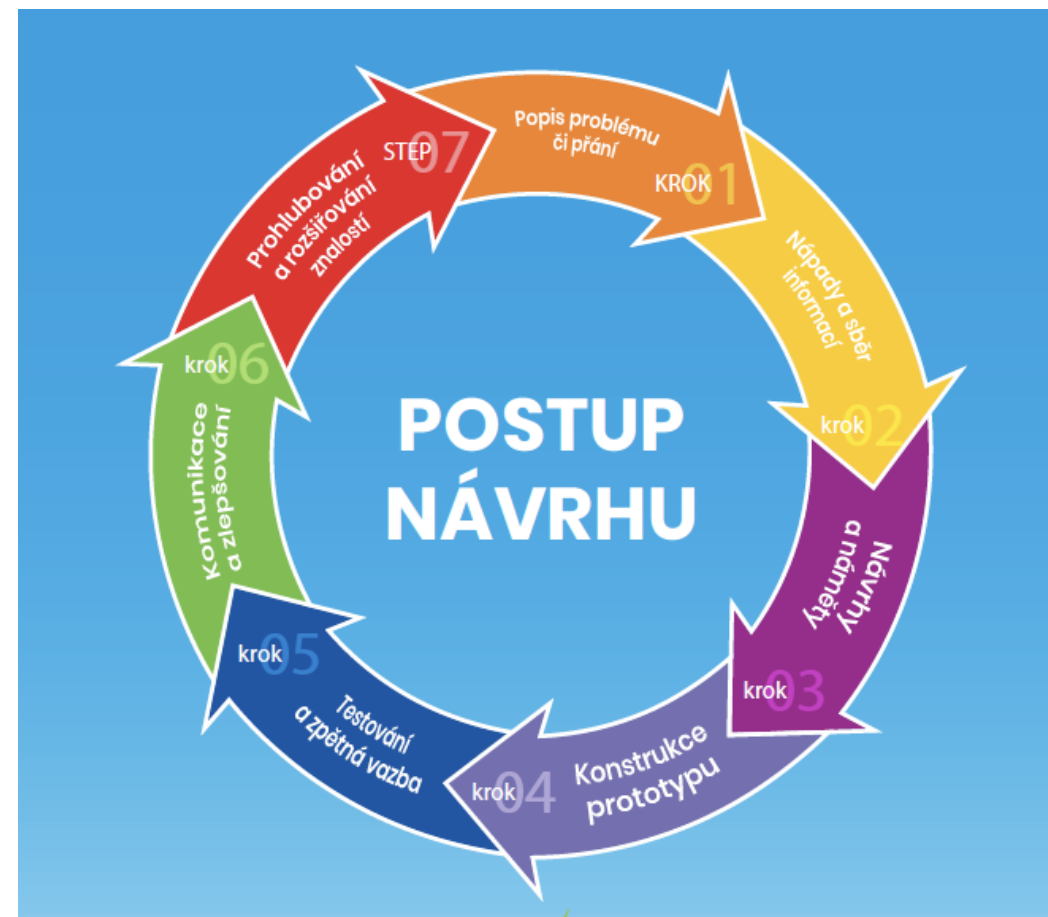 POSTUP
NÁVRHU
Popis problému
či přání
KROK 01
Nápady a sběr
informací
krok 02
Návrhy
a náměty
krok 03
Konstrukce
prototypu
krok 04
Testování
a zpětná vazba
krok 05
Komunikace
a zlepšování
krok 06
Prohlubování
a rozšiřování
znalostí
STEP 07